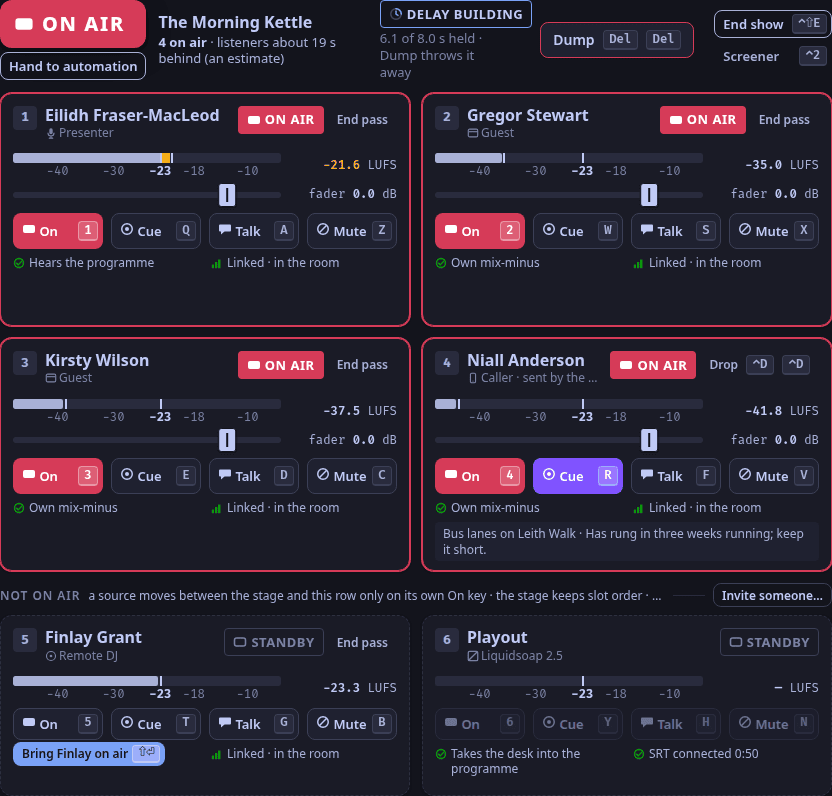 ON AIR
Hand to automation
The Morning Kettle
4 on air · listeners about 19 s
behind (an estimate)
DELAY BUILDING
6.1 of 8.0 s held ·
Dump throws it
away
Dump Del Del
End show ^⇧E
Screener ^2
1 Eilidh Fraser-MacLeod ON AIR End pass
Presenter
-40 -30 -23 -18 -10
-21.6 LUFS
fader 0.0 dB
On 1 Cue Q Talk A Mute Z
Hears the programme Linked · in the room
2 Gregor Stewart ON AIR End pass
Guest
-40 -30 -23 -18 -10
-35.0 LUFS
fader 0.0 dB
On 2 Cue W Talk S Mute X
Own mix-minus Linked · in the room
3 Kirsty Wilson ON AIR End pass
Guest
-40 -30 -23 -18 -10
-37.5 LUFS
fader 0.0 dB
On 3 Cue E Talk D Mute C
Own mix-minus Linked · in the room
4 Niall Anderson ON AIR Drop ^D ^D
Caller · sent by the ...
-40 -30 -23 -18 -10
-41.8 LUFS
fader 0.0 dB
On 4 Cue R Talk F Mute V
Own mix-minus Linked · in the room
Bus lanes on Leith Walk · Has rung in three weeks running; keep
it short.
NOT ON AIR a source moves between the stage and this row only on its own On key · the stage keeps slot order · ... Invite someone...
5 Finlay Grant STANDBY End pass
Remote DJ
-40 -30 -23 -18 -10
-23.3 LUFS
On 5 Cue T Talk G Mute B
Bring Finlay on air ⇧⏎ Linked · in the room
6 Playout STANDBY
Liquidsoap 2.5
-40 -30 -23 -18 -10
— LUFS
On 6 Cue Y Talk H Mute N
Takes the desk into the
programme
SRT connected 0:50